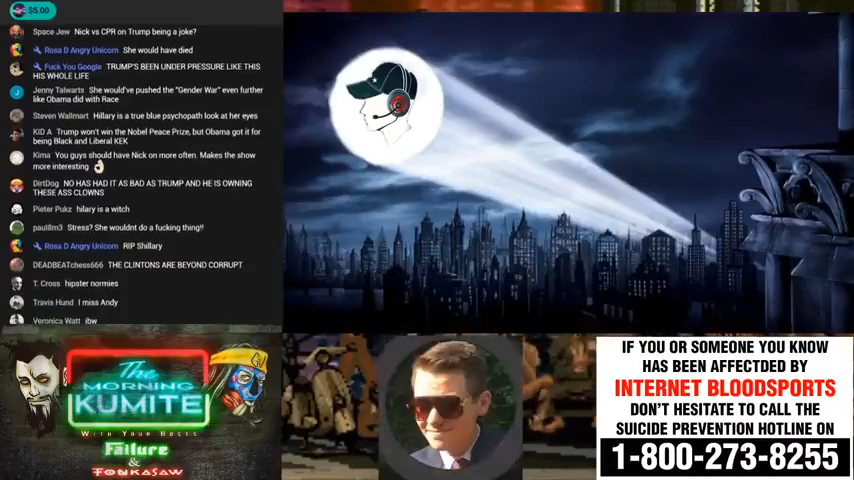 $5.00
Space Jew Nick vs CPR on Trump being a joke?
Rosa D Angry Unicorn She would have died
Fuck You Google TRUMP'S BEEN UNDER PRESSURE LIKE THIS
HIS WHOLE LIFE
Jenny Talwarts She would've pushed the "Gender War" even further
like Obama did with Race
Steven Wallmart Hillary is a true blue psychopath look at her eyes
KID A Trump won't win the Nobel Peace Prize, but Obama got it for
being Black and Liberal KEK
Kima You guys should have Nick on more often. Makes the show
more interesting 👌
DirtDog NO HAS HAD IT AS BAD AS TRUMP AND HE IS OWNING
THESE ASS CLOWNS
Pieter Pukz hilary is a witch
paul8m3 Stress? She wouldnt do a fucking thing!!
Rosa D Angry Unicorn RIP Shillary
DEADBEATchess666 THE CLINTONS ARE BEYOND CORRUPT
T. Cross hipster normies
Travis Hund I miss Andy
Veronica Watt ibw
The
MORNING
KUMITE
With Your Hosts
Failure
&
TonkaSaw
GV
IF YOU OR SOMEONE YOU KNOW
HAS BEEN AFFECTDED BY
INTERNET BLOODSPORTS
DON'T HESITATE TO CALL THE
SUICIDE PREVENTION HOTLINE ON
1-800-273-8255